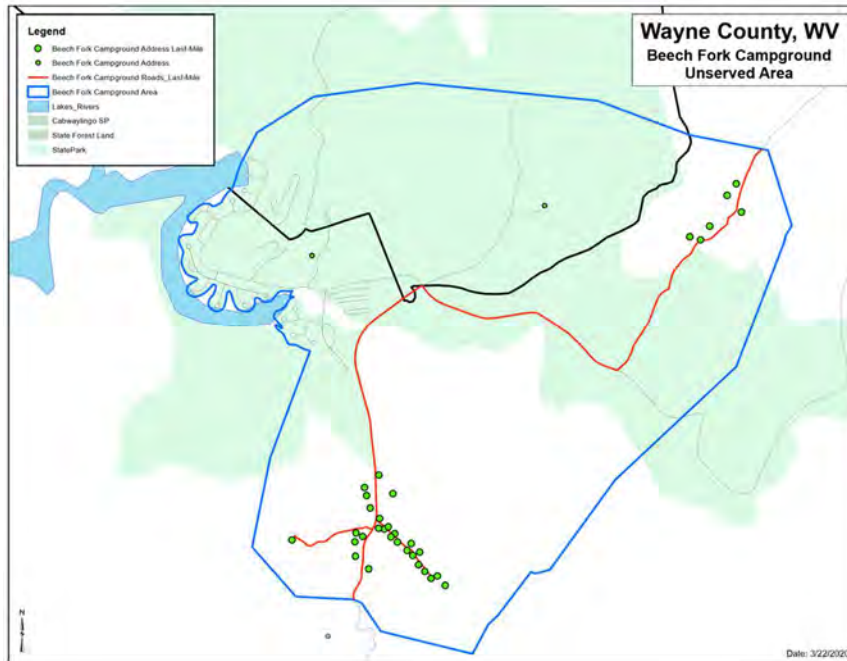 Wayne County, WV
Beech Fork Campground
Unserved Area
Legend
Beech Fork Campground Address Last-Mile
Beech Fork Campground Address
Beech Fork Campground Roads_Last-Mile
Beech Fork Campground Area
Lakes_Rivers
Cabwaylingo SP
State Forest Land
StatePark
N
Date: 3/22/2020